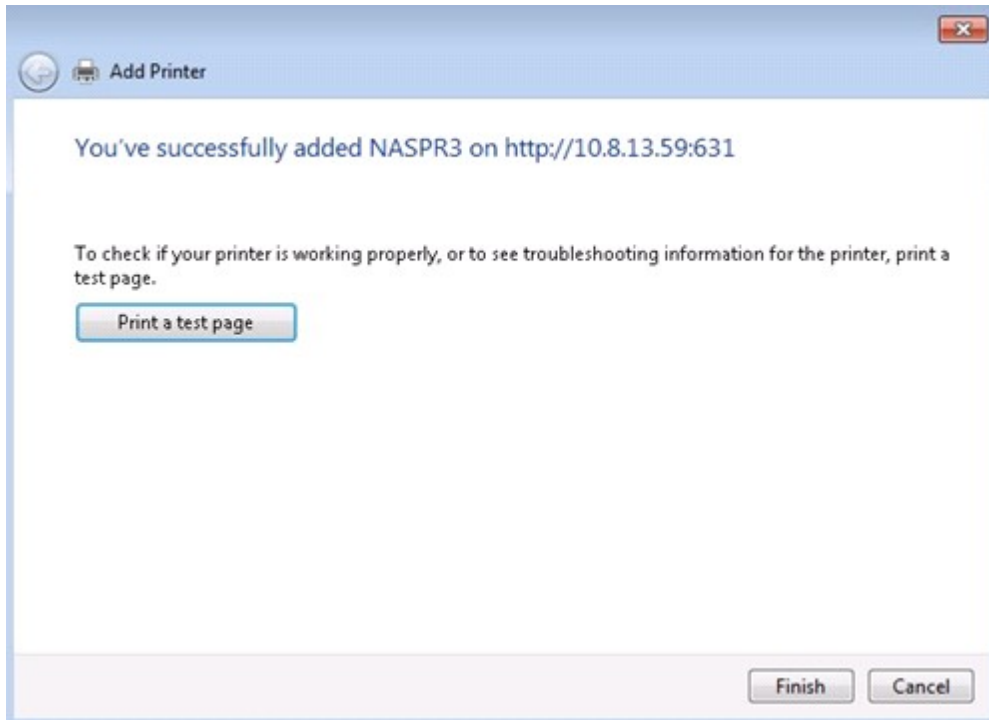 Add Printer
You've successfully added NASPR3 on http://10.8.13.59:631
To check if your printer is working properly, or to see troubleshooting information for the printer, print a
test page.
Print a test page
Finish
Cancel